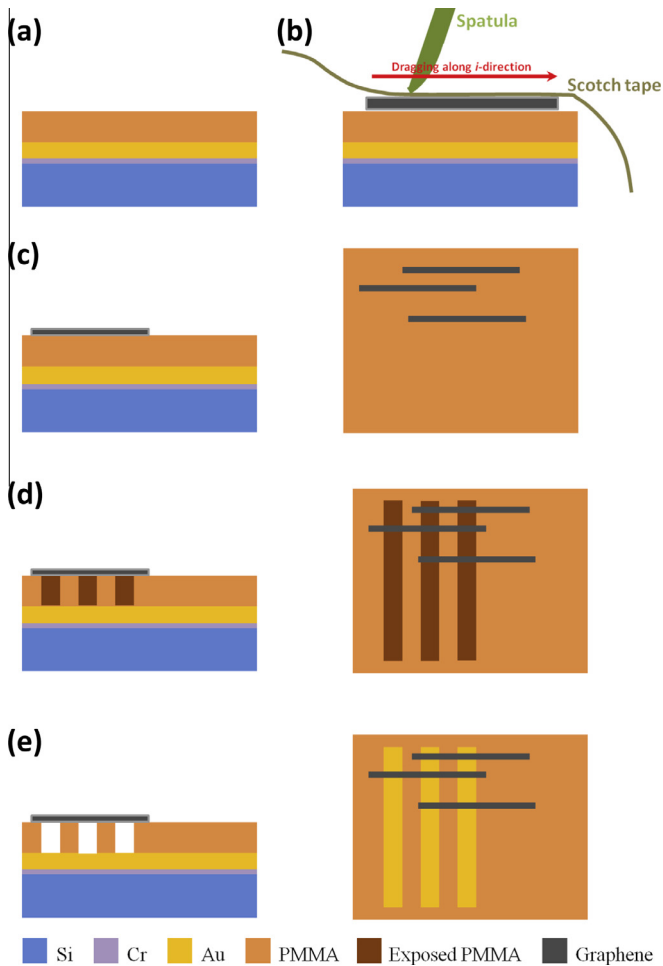 (a)
(b)
Spatula
Dragging along i-direction
Scotch tape
(c)
(d)
(e)
Si Cr Au PMMA Exposed PMMA Graphene